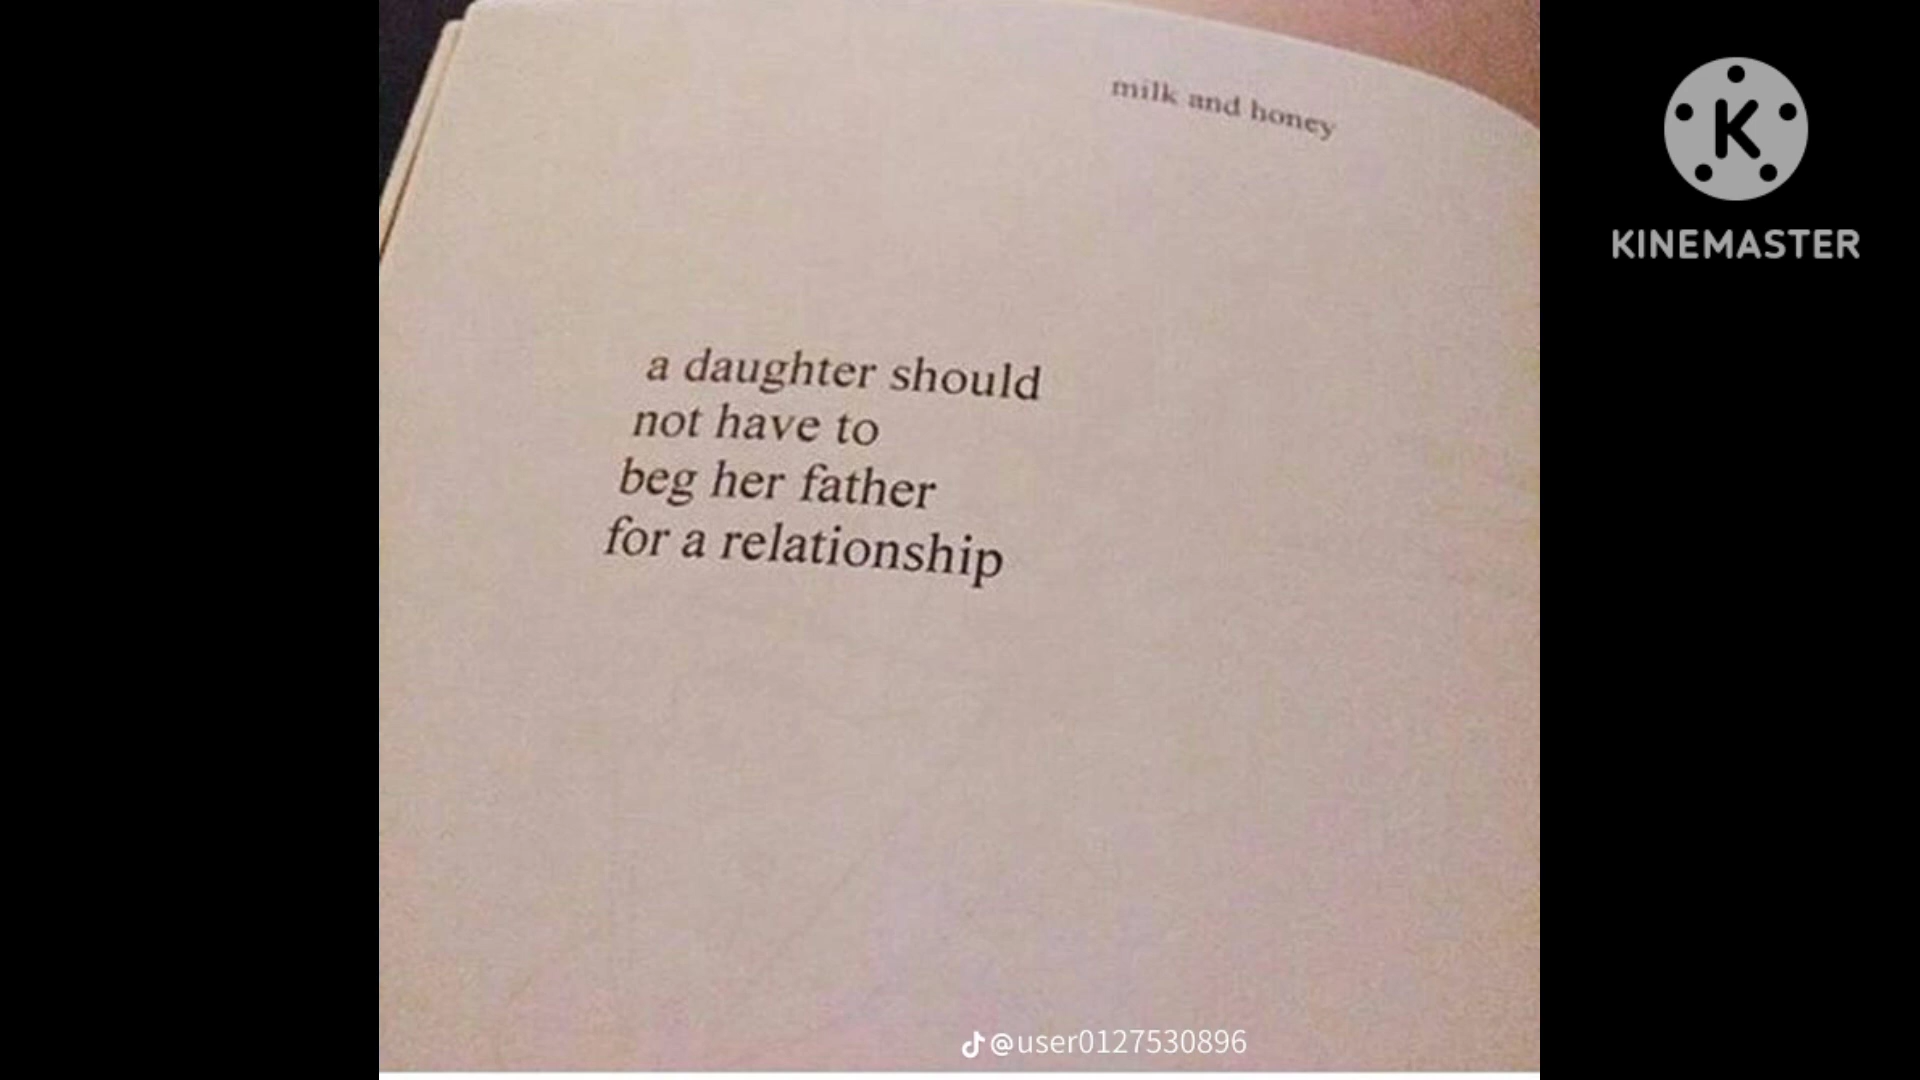 milk and honey
a daughter should
not have to
beg her father
for a relationship
K
KINEMASTER
@user0127530896